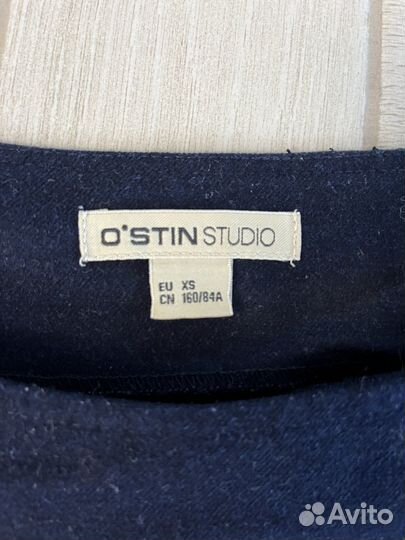 O'STIN STUDIO
EU XS
CN 160/84A
Avito